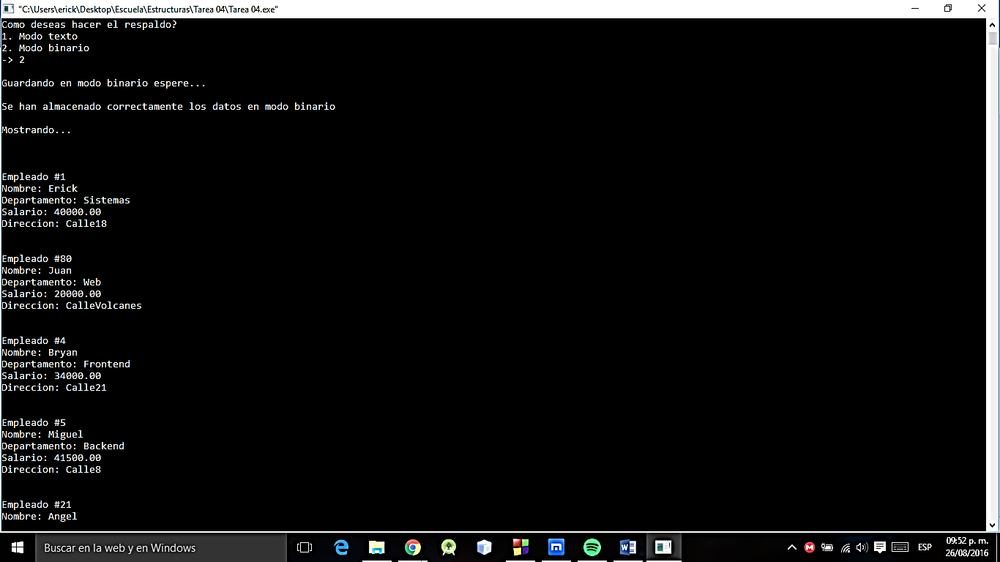 "C:\Users\erick\Desktop\Escuela\Estructuras\Tarea 04\Tarea 04.exe"
Como deseas hacer el respaldo?
1. Modo texto
2. Modo binario
-> 2
Guardando en modo binario espere...
Se han almacenado correctamente los datos en modo binario
Mostrando...
Empleado #1
Nombre: Erick
Departamento: Sistemas
Salario: 40000.00
Direccion: Calle18
Empleado #80
Nombre: Juan
Departamento: Web
Salario: 20000.00
Direccion: CalleVolcanes
Empleado #4
Nombre: Bryan
Departamento: Frontend
Salario: 34000.00
Direccion: Calle21
Empleado #5
Nombre: Miguel
Departamento: Backend
Salario: 41500.00
Direccion: Calle8
Empleado #21
Nombre: Angel
Buscar en la web y en Windows
ESP
09:52 p. m.
26/08/2016